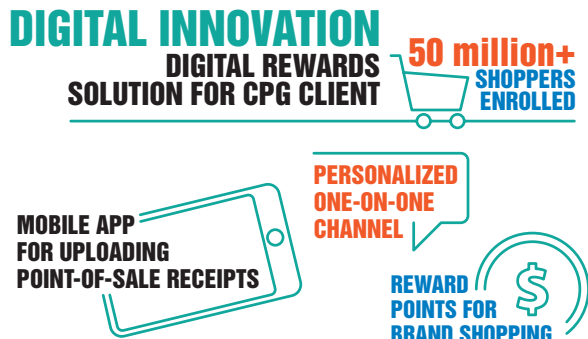 DIGITAL INNOVATION
DIGITAL REWARDS
SOLUTION FOR CPG CLIENT
50 million+
SHOPPERS
ENROLLED
PERSONALIZED
ONE-ON-ONE
CHANNEL
MOBILE APP
FOR UPLOADING
POINT-OF-SALE RECEIPTS
REWARD
POINTS FOR
BRAND SHOPPING
$